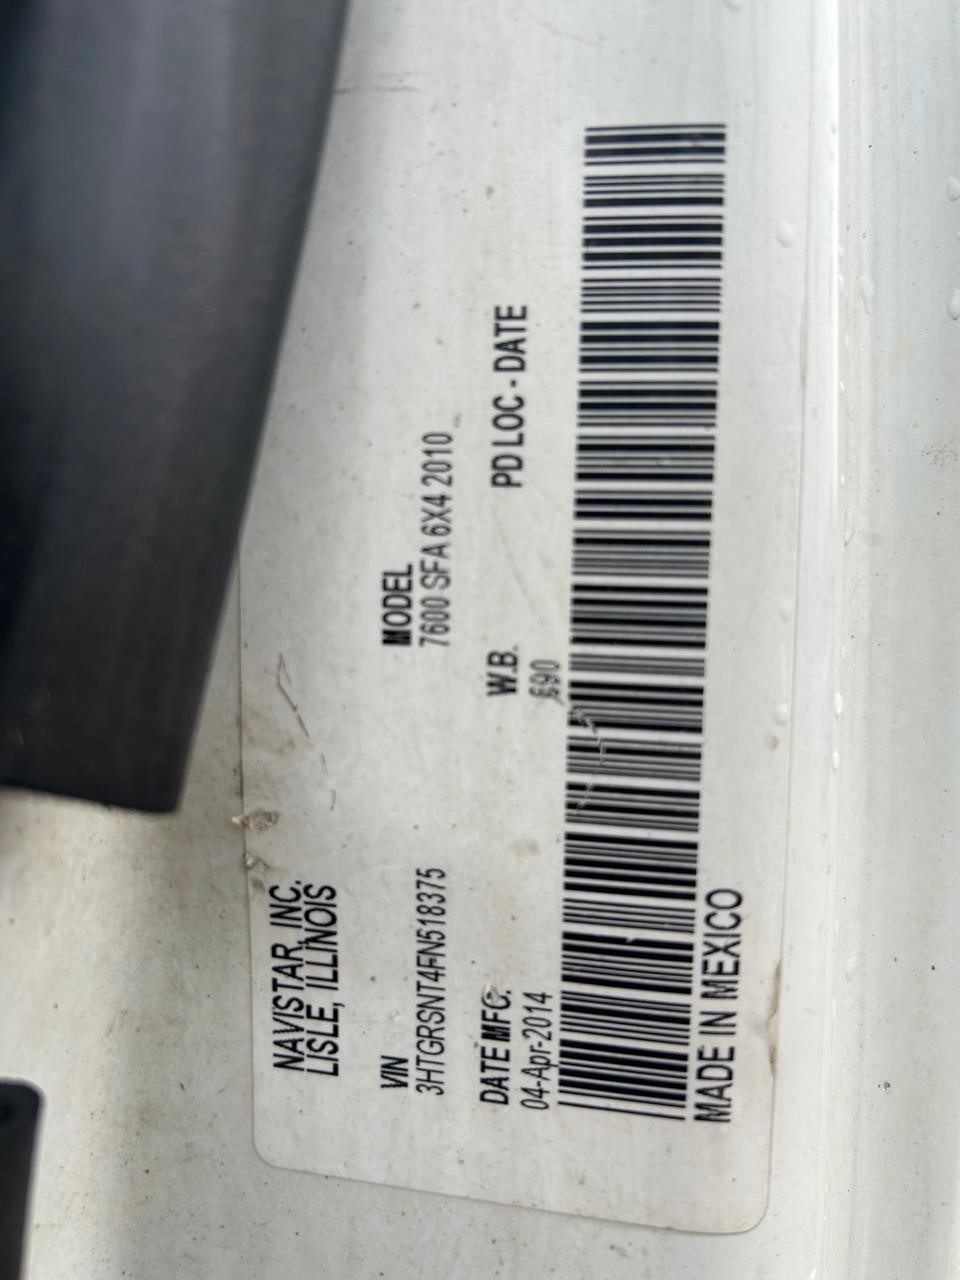 NAVISTAR, INC.
LISLE, ILLINOIS
VIN MODEL
3HTGRSNT4FN518375 7600 SFA 6X4 2010
DATE MFG. W.B. PD LOC - DATE
04-Apr-2014 690
MADE IN MEXICO